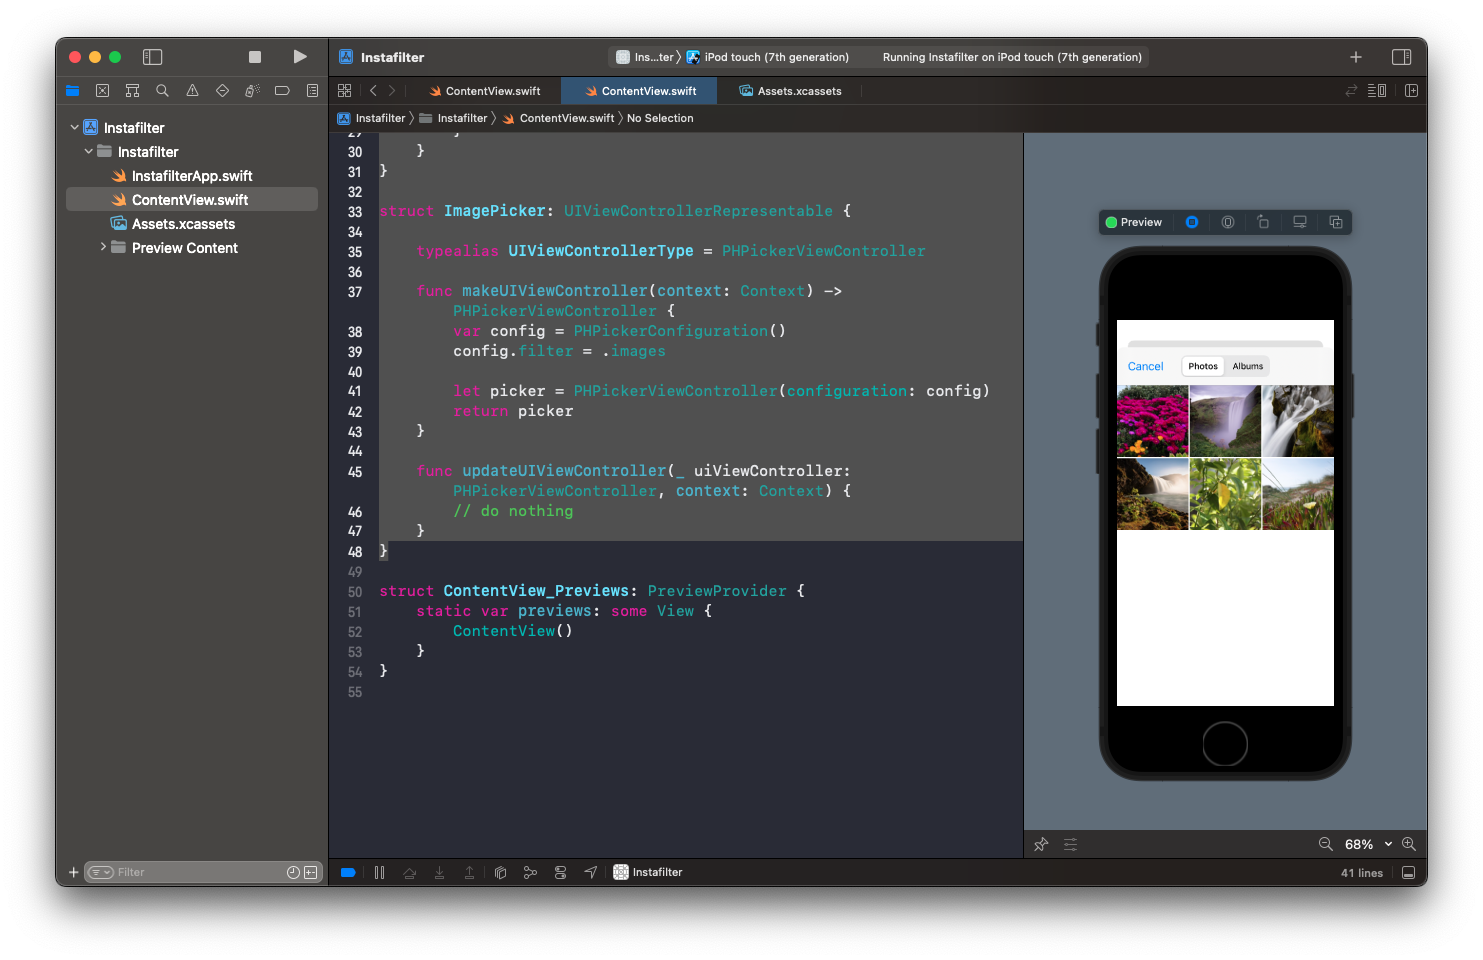 Instafilter
Ins...ter
iPod touch (7th generation)
Running Instafilter on iPod touch (7th generation)
ContentView.swift
ContentView.swift
Assets.xcassets
Instafilter
Instafilter
ContentView.swift
No Selection
Instafilter
Instafilter
InstafilterApp.swift
ContentView.swift
Assets.xcassets
Preview Content
29 }
30 }
31 }
32
33 struct ImagePicker: UIViewControllerRepresentable {
34
35 typealias UIViewControllerType = PHPickerViewController
36
37 func makeUIViewController(context: Context) ->
PHPickerViewController {
38 var config = PHPickerConfiguration()
39 config.filter = .images
40
41 let picker = PHPickerViewController(configuration: config)
42 return picker
43 }
44
45 func updateUIViewController(_ uiViewController:
PHPickerViewController, context: Context) {
46 // do nothing
47 }
48 }
49
50 struct ContentView_Previews: PreviewProvider {
51 static var previews: some View {
52 ContentView()
53 }
54 }
55
Preview
Cancel
Photos
Albums
68%
Filter
Instafilter
41 lines